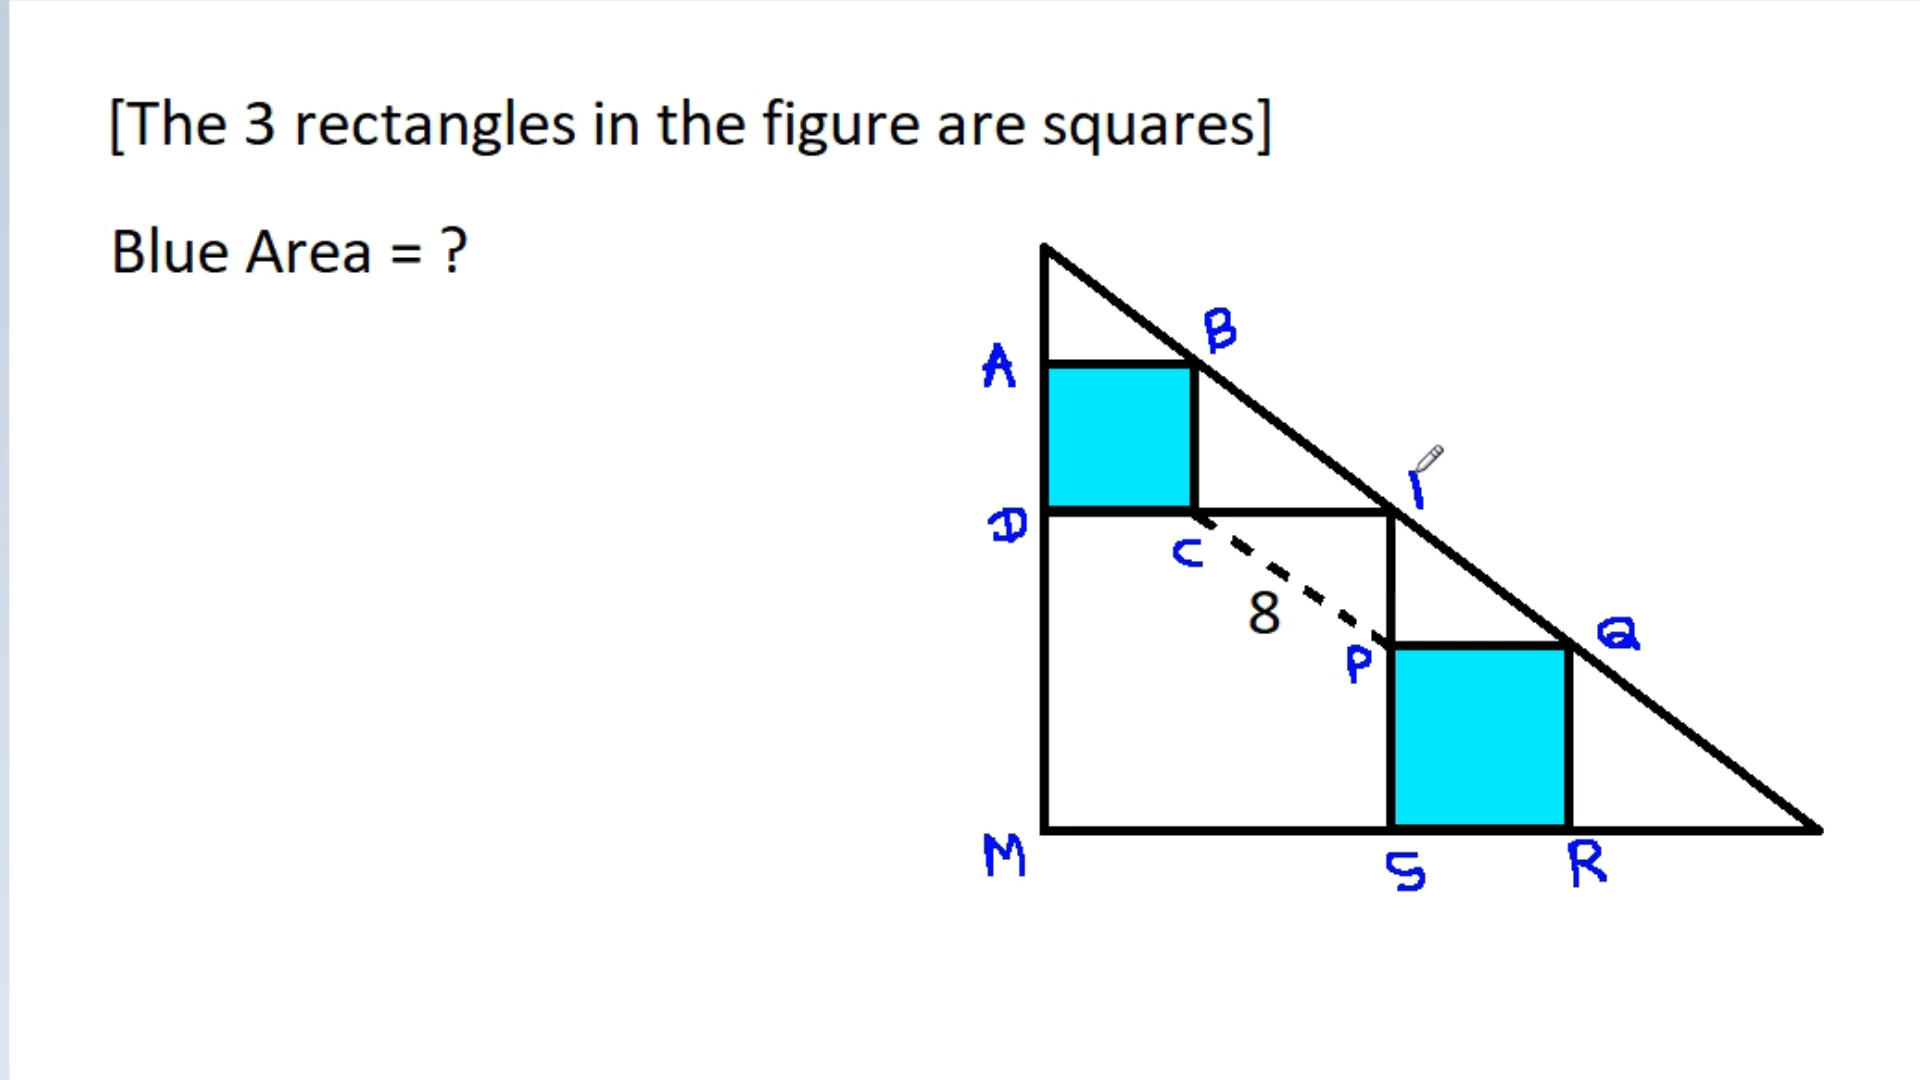 [The 3 rectangles in the figure are squares]
Blue Area = ?
B
A
D
C
8
P
Q
M
S
R